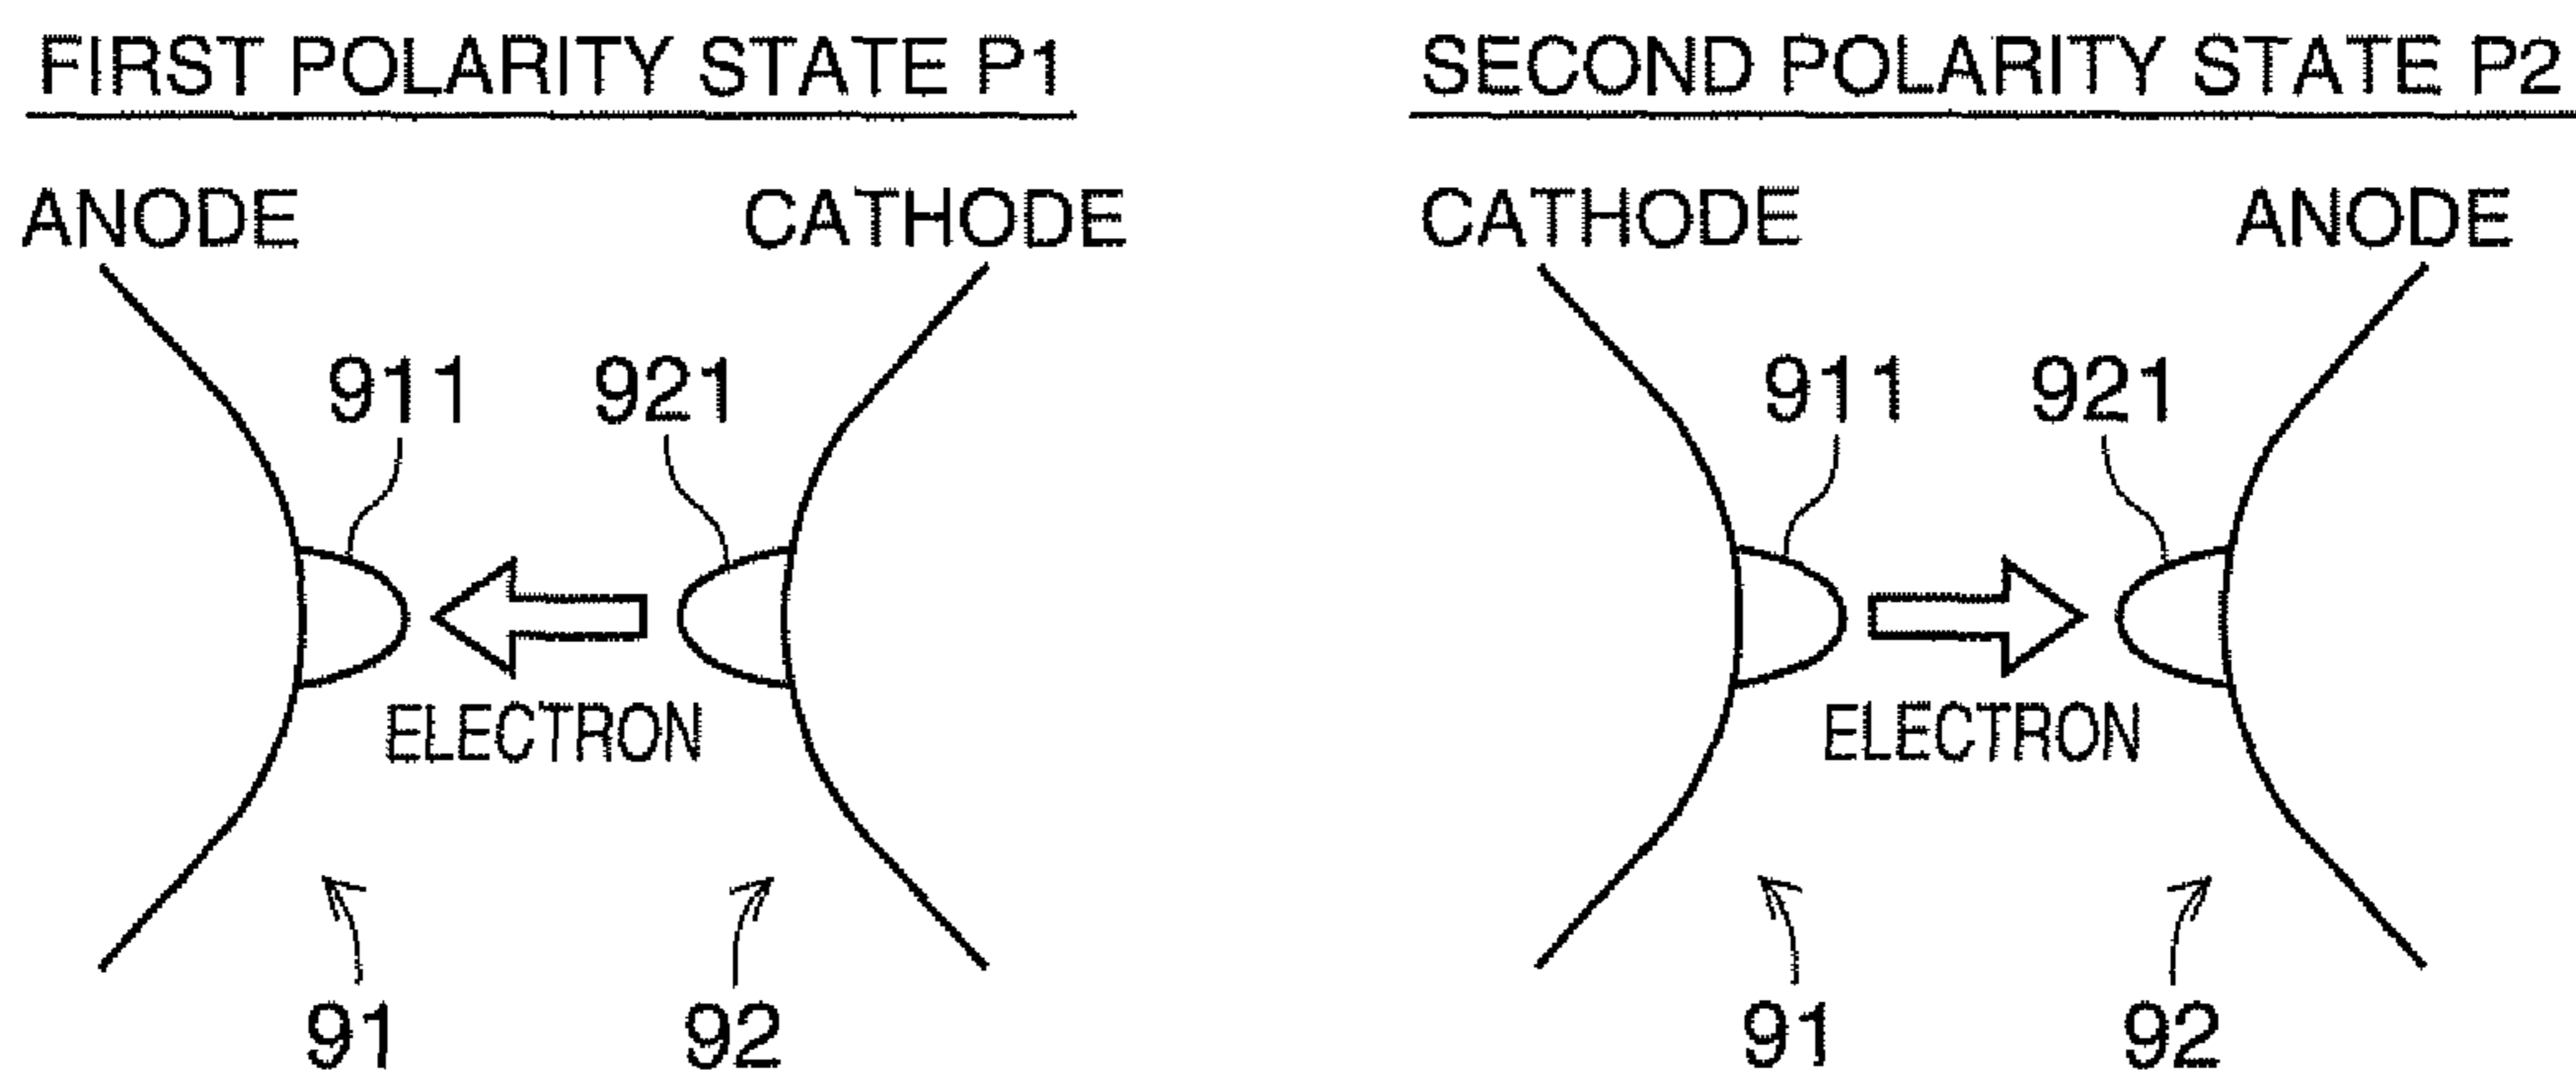 FIRST POLARITY STATE P1
ANODE CATHODE
911 921
ELECTRON
91 92
SECOND POLARITY STATE P2
CATHODE ANODE
911 921
ELECTRON
91 92